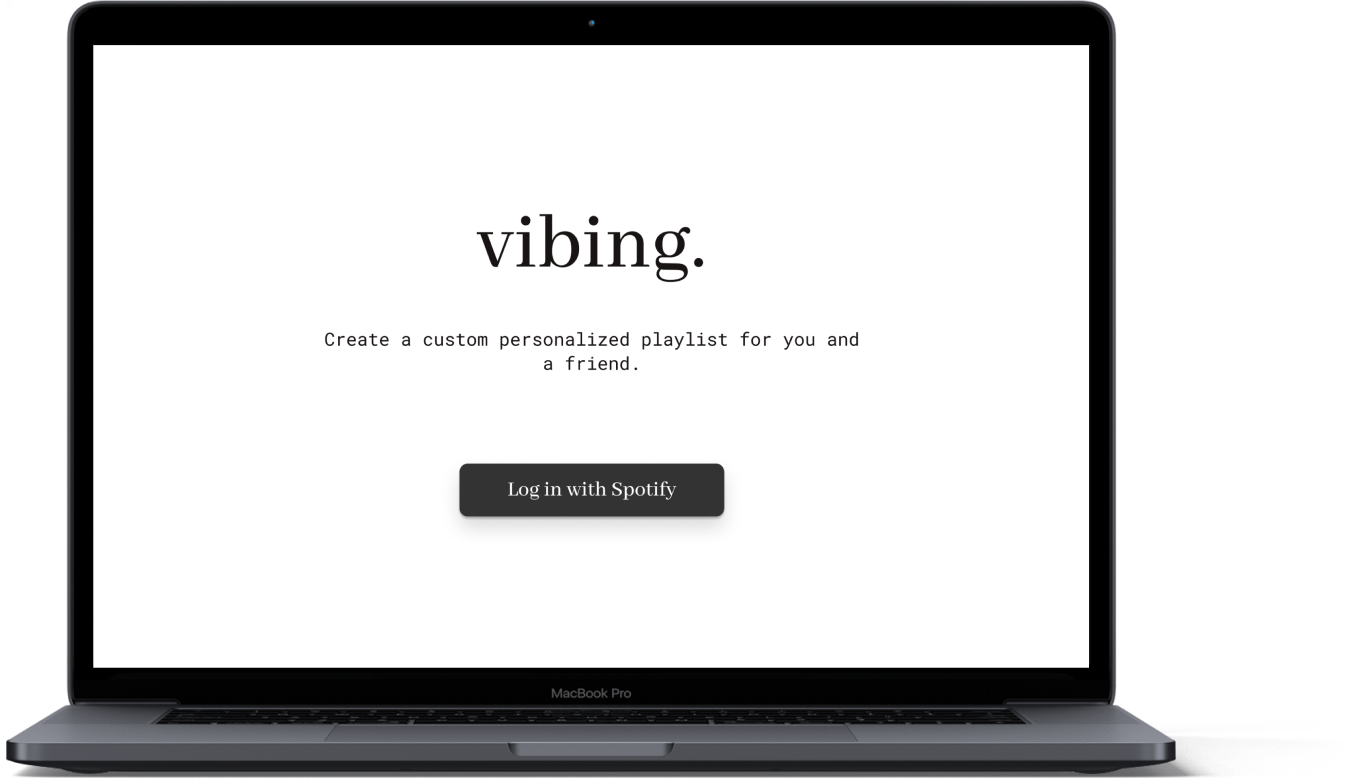 vibing.
Create a custom personalized playlist for you and
a friend.
Log in with Spotify
MacBook Pro